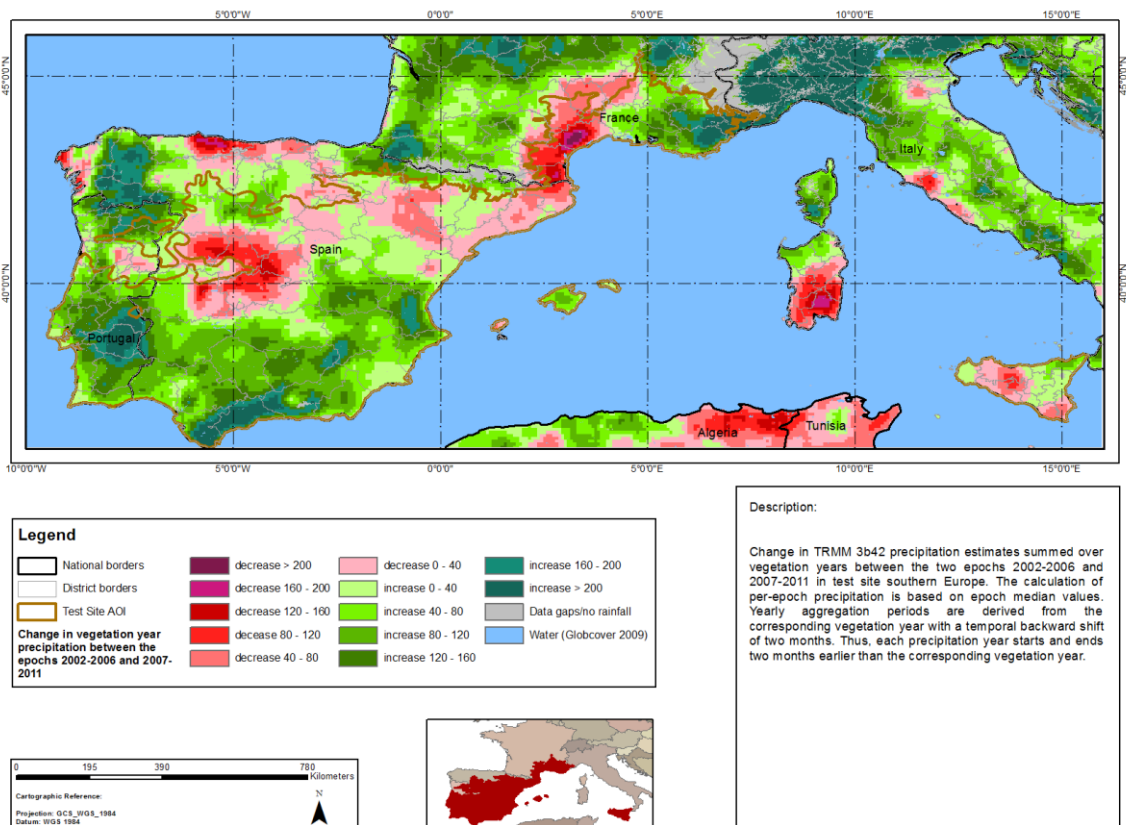 5°0'0"W 0°0'0" 5°0'0"E 10°0'0"E 15°0'0"E
45°0'0"N 45°0'0"N
France
Italy
Spain
40°0'0"N 40°0'0"N
Portugal
Algeria Tunisia
10°0'0"W 5°0'0"W 0°0'0" 5°0'0"E 10°0'0"E 15°0'0"E
Legend
National borders
District borders
Test Site AOI
Change in vegetation year
precipitation between the
epochs 2002-2006 and 2007-
2011
decrease > 200
decrease 160 - 200
decrease 120 - 160
decease 80 - 120
decrease 40 - 80
decrease 0 - 40
increase 0 - 40
increase 40 - 80
increase 80 - 120
increase 120 - 160
increase 160 - 200
increase > 200
Data gaps/no rainfall
Water (Globcover 2009)
Description:
Change in TRMM 3b42 precipitation estimates summed over
vegetation years between the two epochs 2002-2006 and
2007-2011 in test site southern Europe. The calculation of
per-epoch precipitation is based on epoch median values.
Yearly aggregation periods are derived from the
corresponding vegetation year with a temporal backward shift
of two months. Thus, each precipitation year starts and ends
two months earlier than the corresponding vegetation year.
0 195 390 780
Kilometers
Cartographic Reference:
N
Projection: GCS_WGS_1984
Datum: WGS 1984